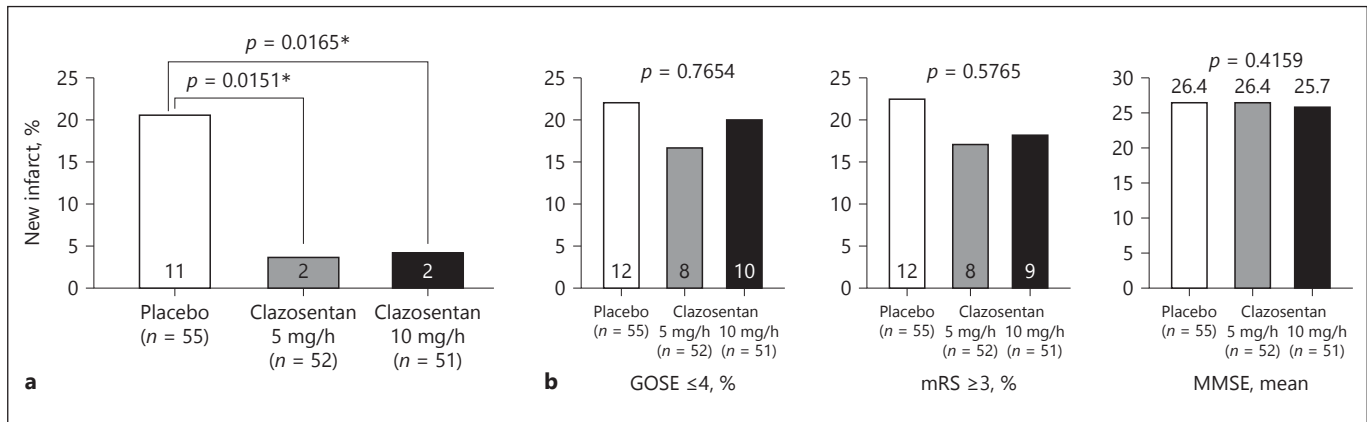 p = 0.0165*
p = 0.0151*
25
20
15
10
5
0
New infarct, %
11
2
2
Placebo
(n = 55)
Clazosentan
5 mg/h
(n = 52)
Clazosentan
10 mg/h
(n = 51)
a
p = 0.7654
25
20
15
10
5
0
12
8
10
Placebo
(n = 55)
Clazosentan
5 mg/h 10 mg/h
(n = 52) (n = 51)
b
GOSE ≤4, %
p = 0.5765
25
20
15
10
5
0
12
8
9
Placebo
(n = 55)
Clazosentan
5 mg/h 10 mg/h
(n = 52) (n = 51)
mRS ≥3, %
p = 0.4159
30
25
20
15
10
5
0
26.4 26.4 25.7
Placebo
(n = 55)
Clazosentan
5 mg/h 10 mg/h
(n = 52) (n = 51)
MMSE, mean